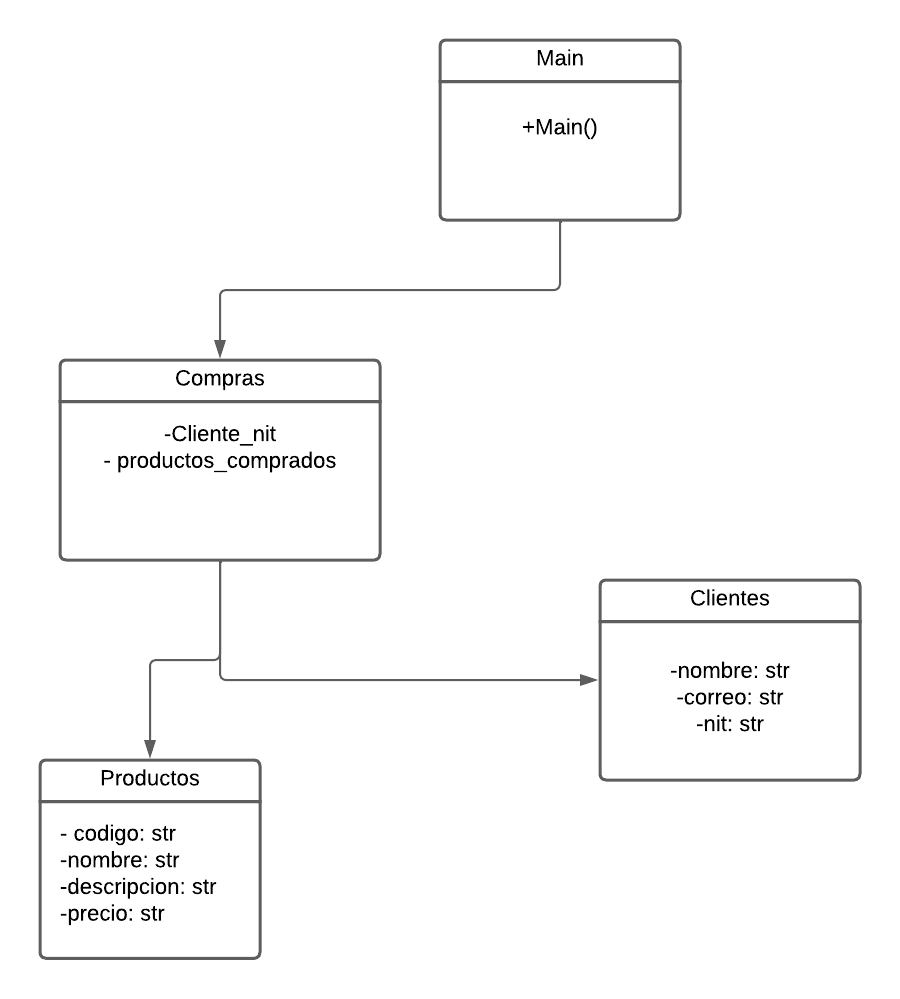 Main
+Main()
Compras
-Cliente_nit
- productos_comprados
Clientes
-nombre: str
-correo: str
-nit: str
Productos
- codigo: str
-nombre: str
-descripcion: str
-precio: str